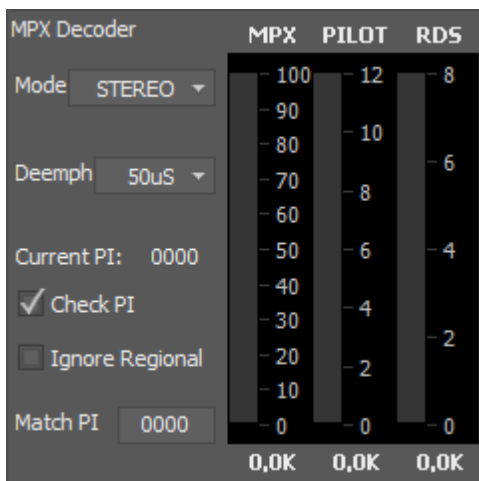 MPX Decoder
Mode STEREO
Deemph 50uS
Current PI: 0000
Check PI
Ignore Regional
Match PI 0000
MPX PILOT RDS
100 12 8
90
80 10
70 6
60 8
50 6 4
40
30 4
20 2 2
10
0 0 0
0,0K 0,0K 0,0K